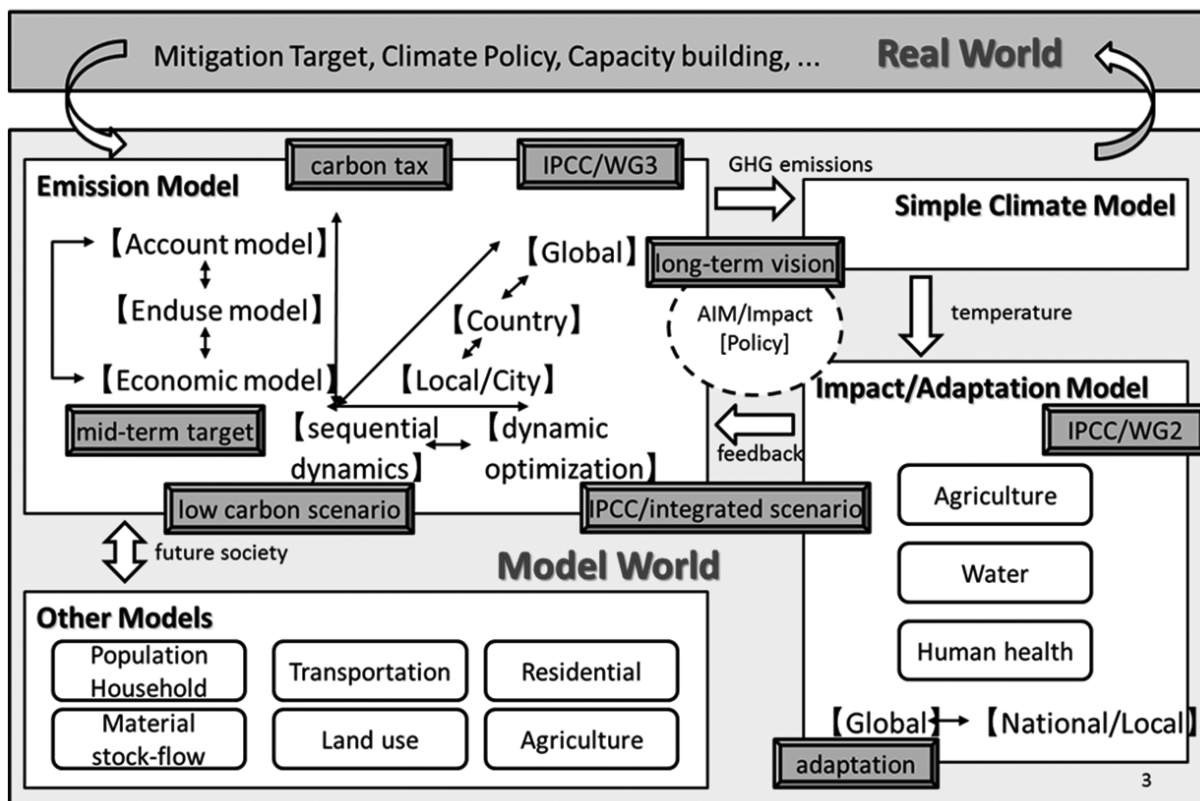 Mitigation Target, Climate Policy, Capacity building, ...
Real World
carbon tax
IPCC/WG3
GHG emissions
Emission Model
Simple Climate Model
【Account model】
【Global】
long-term vision
【Enduse model】
【Country】
AIM/Impact
[Policy]
temperature
【Economic model】
【Local/City】
Impact/Adaptation Model
mid-term target
【sequential
dynamics】
【dynamic
optimization】
feedback
IPCC/WG2
low carbon scenario
IPCC/integrated scenario
Agriculture
future society
Model World
Water
Other Models
Human health
Population
Household
Transportation
Residential
Material
stock-flow
Land use
Agriculture
【Global】
【National/Local】
adaptation
3